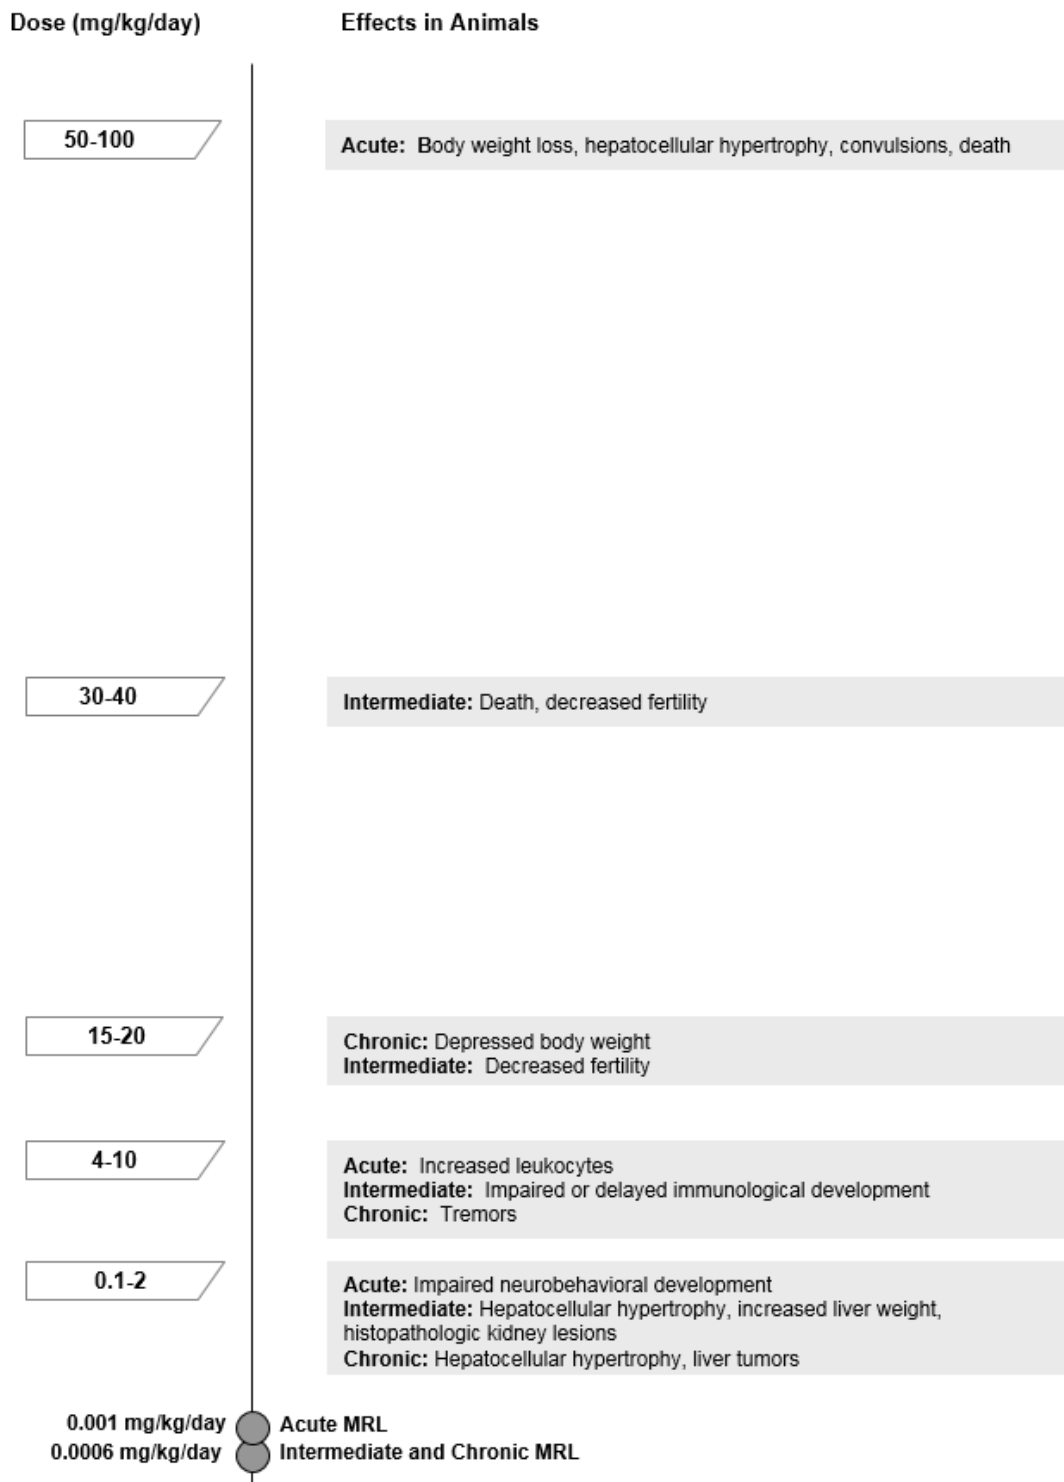 Dose (mg/kg/day) Effects in Animals
50-100
Acute: Body weight loss, hepatocellular hypertrophy, convulsions, death
30-40
Intermediate: Death, decreased fertility
15-20
Chronic: Depressed body weight
Intermediate: Decreased fertility
4-10
Acute: Increased leukocytes
Intermediate: Impaired or delayed immunological development
Chronic: Tremors
0.1-2
Acute: Impaired neurobehavioral development
Intermediate: Hepatocellular hypertrophy, increased liver weight,
histopathologic kidney lesions
Chronic: Hepatocellular hypertrophy, liver tumors
0.001 mg/kg/day Acute MRL
0.0006 mg/kg/day Intermediate and Chronic MRL